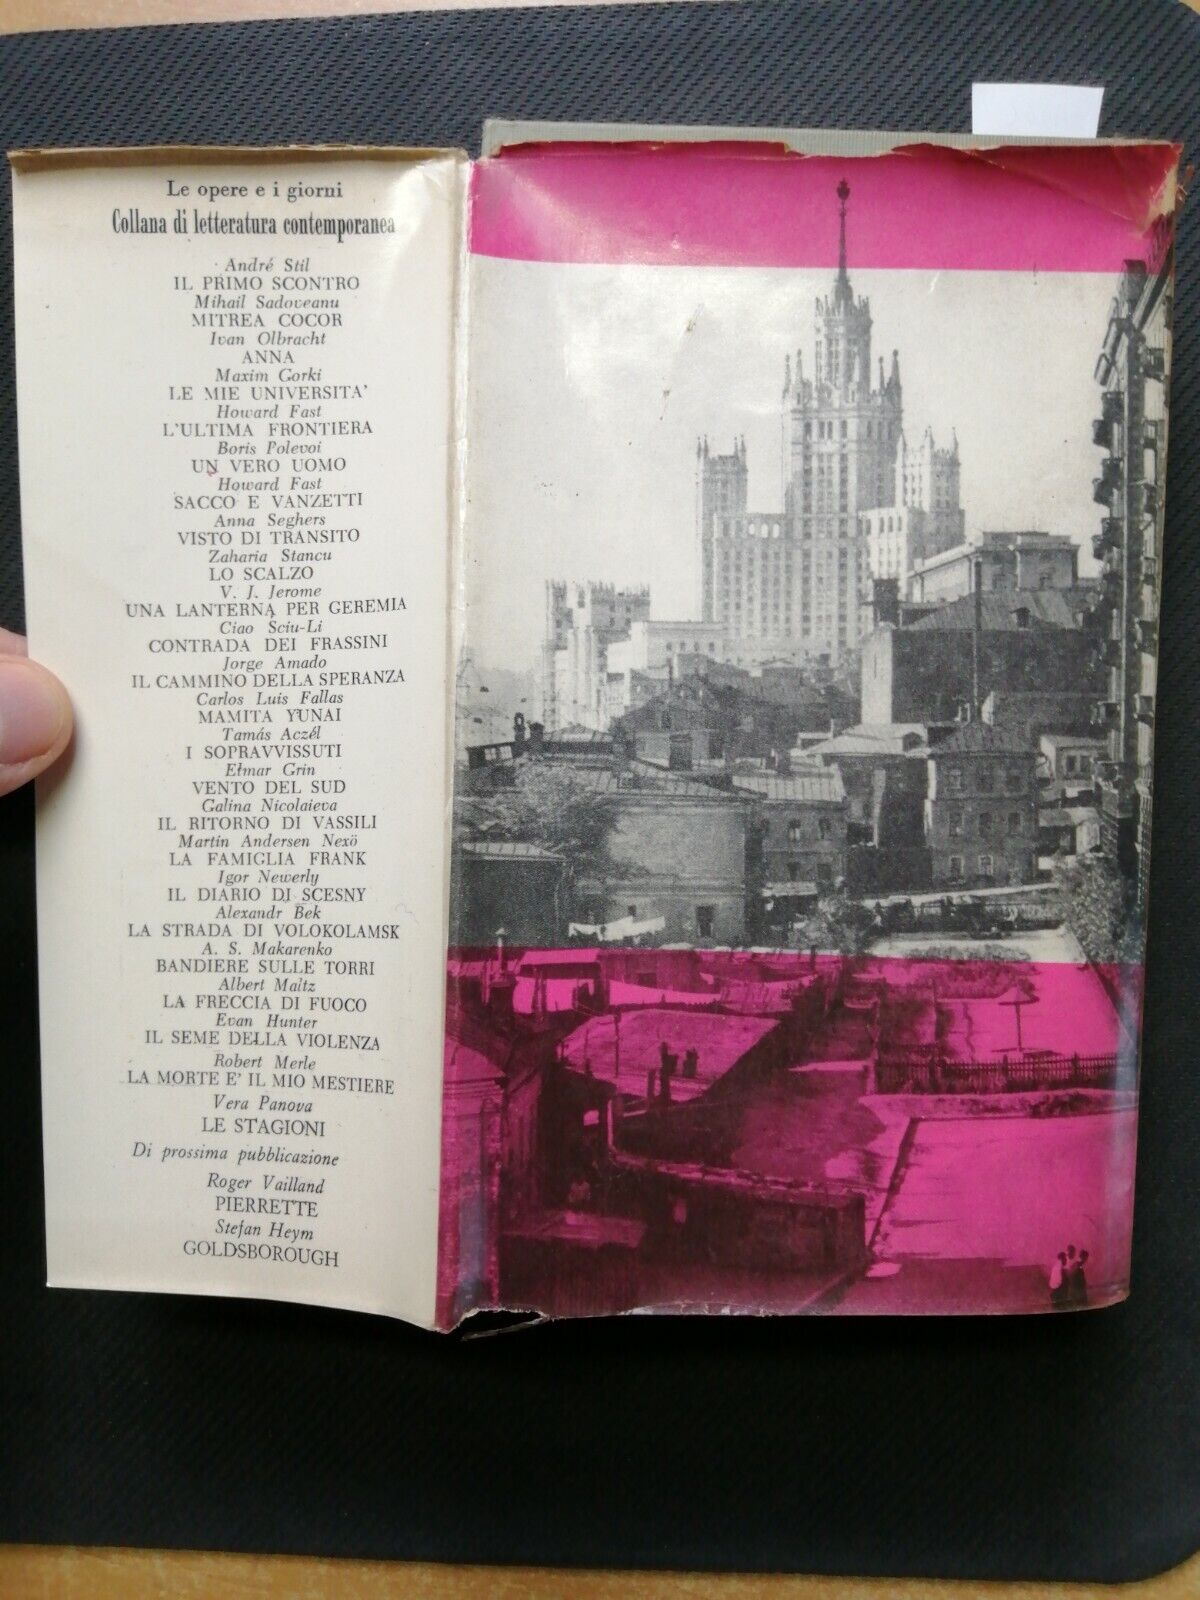 Le opere e i giorni
Collana di letteratura contemporanea
André Stil
IL PRIMO SCONTRO
Mihail Sadoveanu
MITREA COCOR
Ivan Olbracht
ANNA
Maxim Gorki
LE MIE UNIVERSITA'
Howard Fast
L'ULTIMA FRONTIERA
Boris Polevoi
UN VERO UOMO
Howard Fast
SACCO E VANZETTI
Anna Seghers
VISTO DI TRANSITO
Zaharia Stancu
LO SCALZO
V. J. Jerome
UNA LANTERNA PER GEREMIA
Ciao Sciu-Li
CONTRADA DEI FRASSINI
Jorge Amado
IL CAMMINO DELLA SPERANZA
Carlos Luis Fallas
MAMITA YUNAI
Tamás Aczél
I SOPRAVVISSUTI
Elmar Grin
VENTO DEL SUD
Galina Nicolaieva
IL RITORNO DI VASSILI
Martin Andersen Nexö
LA FAMIGLIA FRANK
Igor Newerly
IL DIARIO DI SCESNY
Alexandr Bek
LA STRADA DI VOLOKOLAMSK
A. S. Makarenko
BANDIERE SULLE TORRI
Albert Maltz
LA FRECCIA DI FUOCO
Evan Hunter
IL SEME DELLA VIOLENZA
Robert Merle
LA MORTE E' IL MIO MESTIERE
Vera Panova
LE STAGIONI
Di prossima pubblicazione
Roger Vailland
PIERRETTE
Stefan Heym
GOLDSBOROUGH